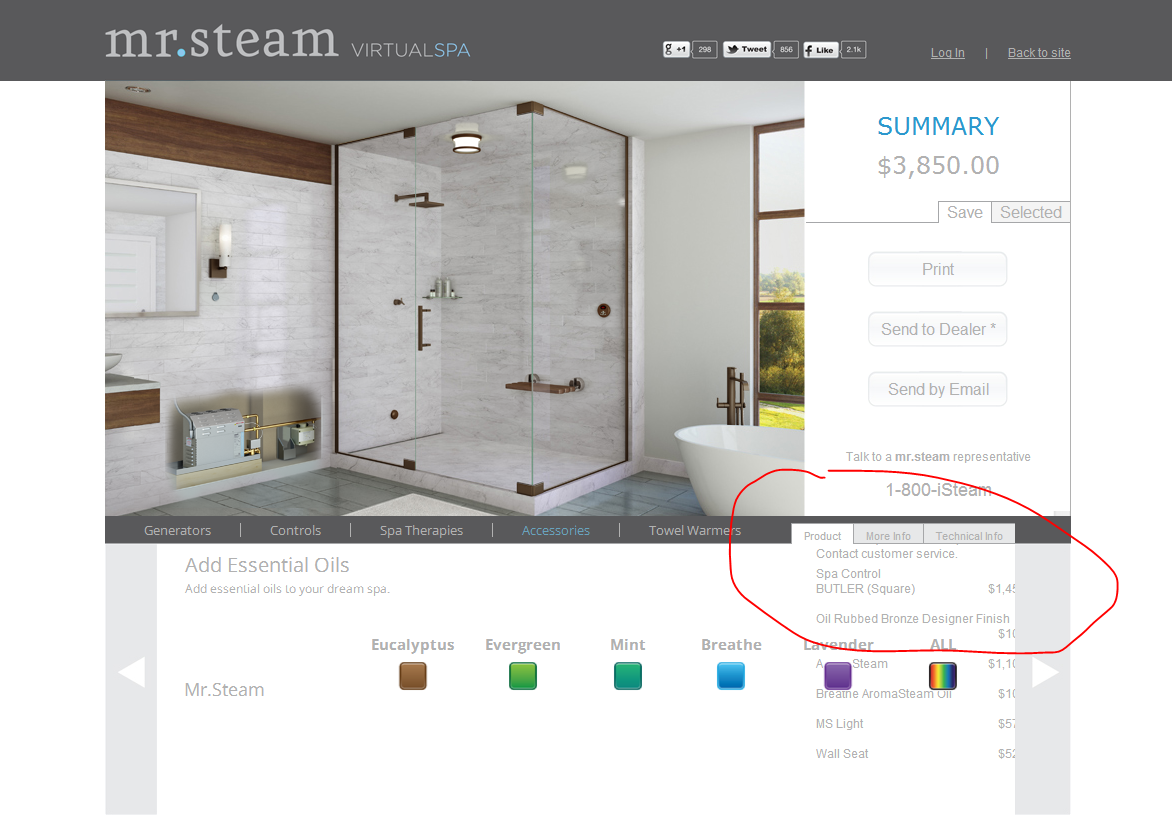 mr.steam VIRTUALSPA
g +1 298 Tweet 856 Like 2.1k
Log In | Back to site
SUMMARY
$3,850.00
Save Selected
Print
Send to Dealer *
Send by Email
Talk to a mr.steam representative
1-800-iSteam
Generators | Controls | Spa Therapies | Accessories | Towel Warmers
Product More Info Technical Info
Contact customer service.
Spa Control
BUTLER (Square) $1,45
Oil Rubbed Bronze Designer Finish
$10
Add Essential Oils
Add essential oils to your dream spa.
Eucalyptus Evergreen Mint Breathe Lavender ALL
Mr.Steam
Steam $1,10
Breathe AromaSteam Oil $10
MS Light $57
Wall Seat $52